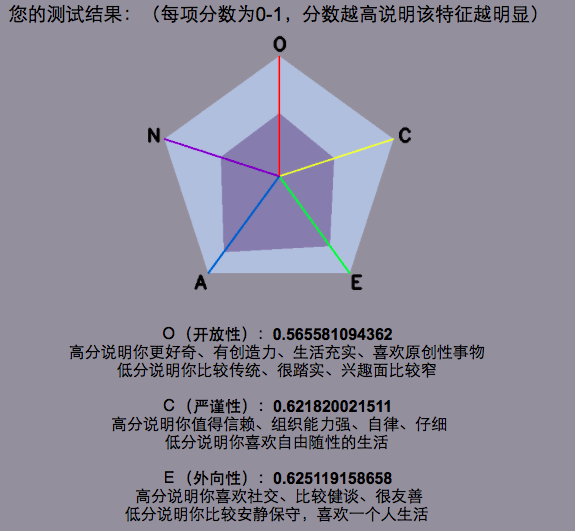 您的测试结果：（每项分数为0-1，分数越高说明该特征越明显）
O
N
C
A
E
O（开放性）：0.565581094362
高分说明你更好奇、有创造力、生活充实、喜欢原创性事物
低分说明你比较传统、很踏实、兴趣面比较窄
C（严谨性）：0.621820021511
高分说明你值得信赖、组织能力强、自律、仔细
低分说明你喜欢自由随性的生活
E（外向性）：0.625119158658
高分说明你喜欢社交、比较健谈、很友善
低分说明你比较安静保守，喜欢一个人生活